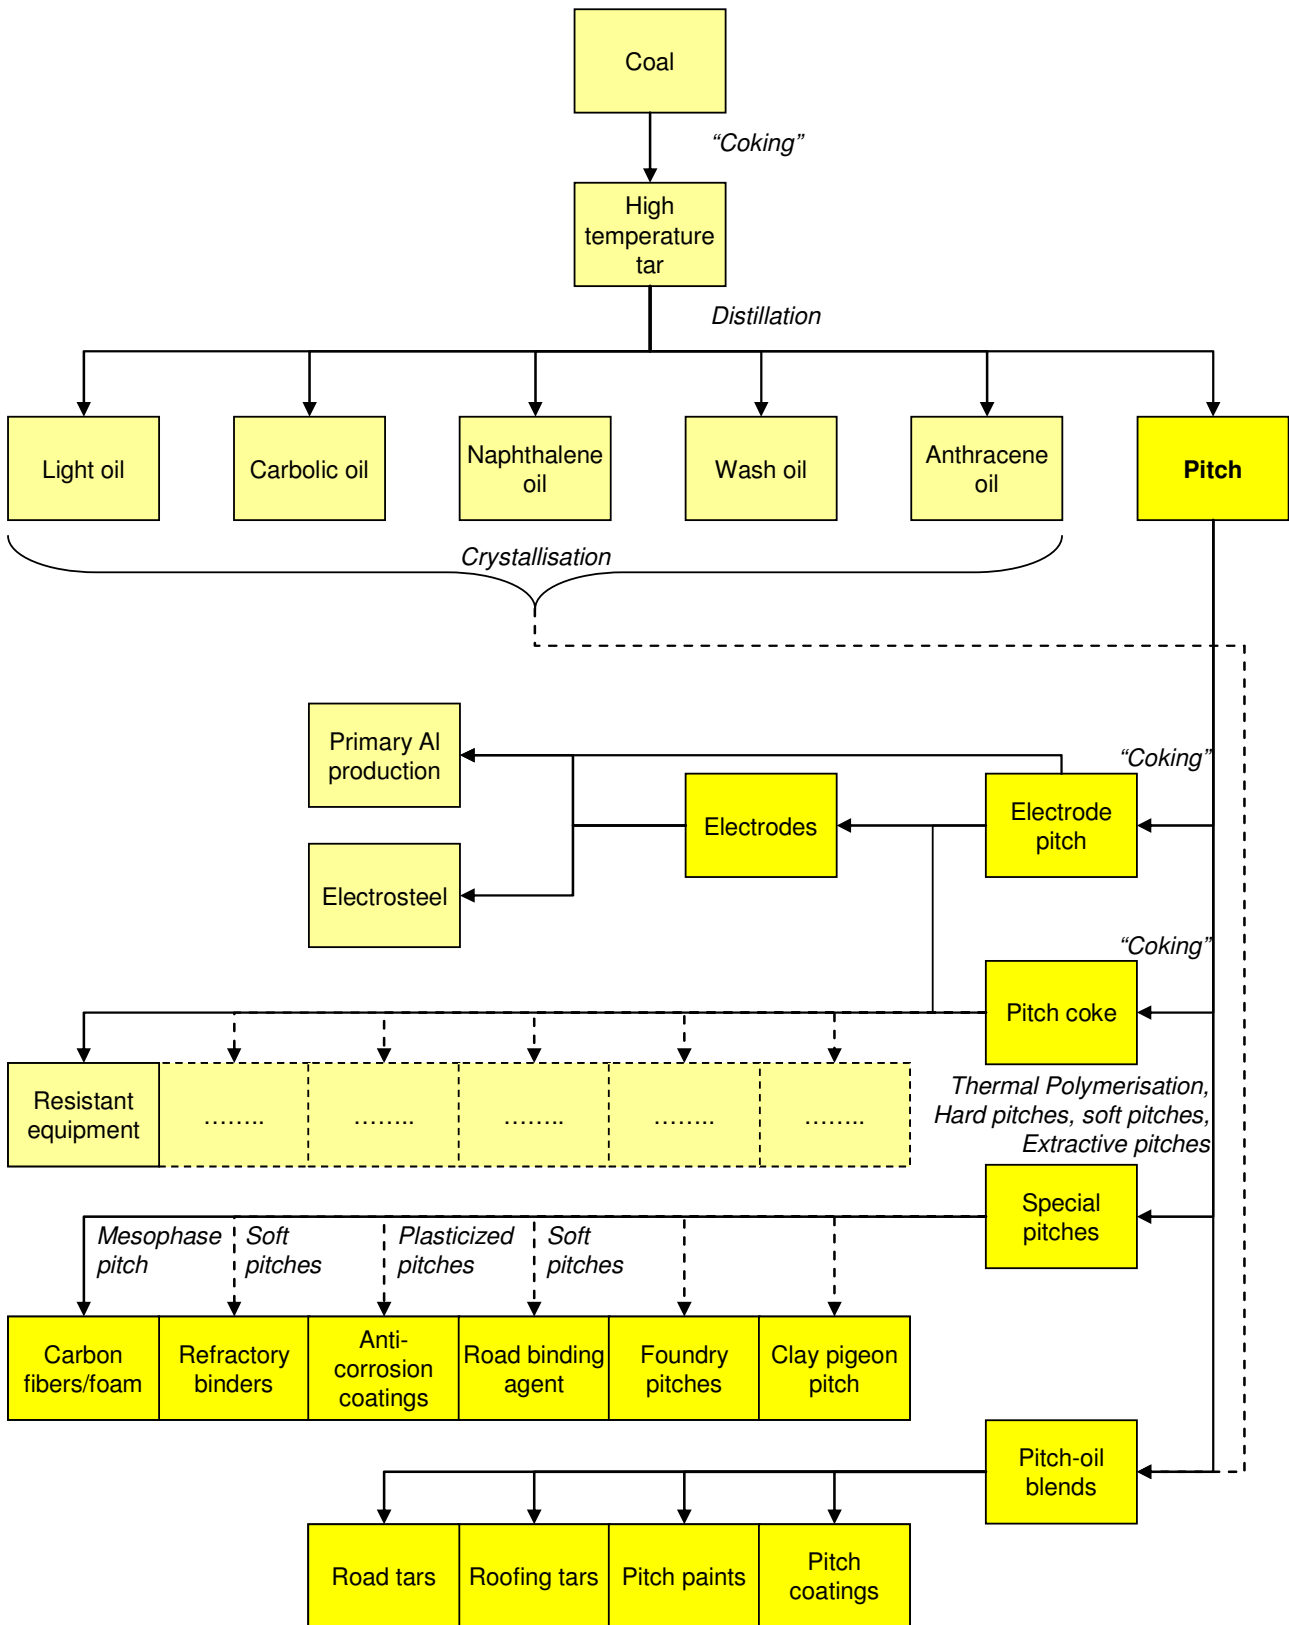 Coal
“Coking”
High
temperature
tar
Distillation
Light oil
Carbolic oil
Naphthalene
oil
Wash oil
Anthracene
oil
Pitch
Crystallisation
Primary Al
production
“Coking”
Electrodes
Electrode
pitch
Electrosteel
“Coking”
Pitch coke
Resistant
equipment
……..
……..
……..
……..
……..
Thermal Polymerisation,
Hard pitches, soft pitches,
Extractive pitches
Special
pitches
Mesophase
pitch
Soft
pitches
Plasticized
pitches
Soft
pitches
Carbon
fibers/foam
Refractory
binders
Anti-
corrosion
coatings
Road binding
agent
Foundry
pitches
Clay pigeon
pitch
Pitch-oil
blends
Road tars
Roofing tars
Pitch paints
Pitch
coatings